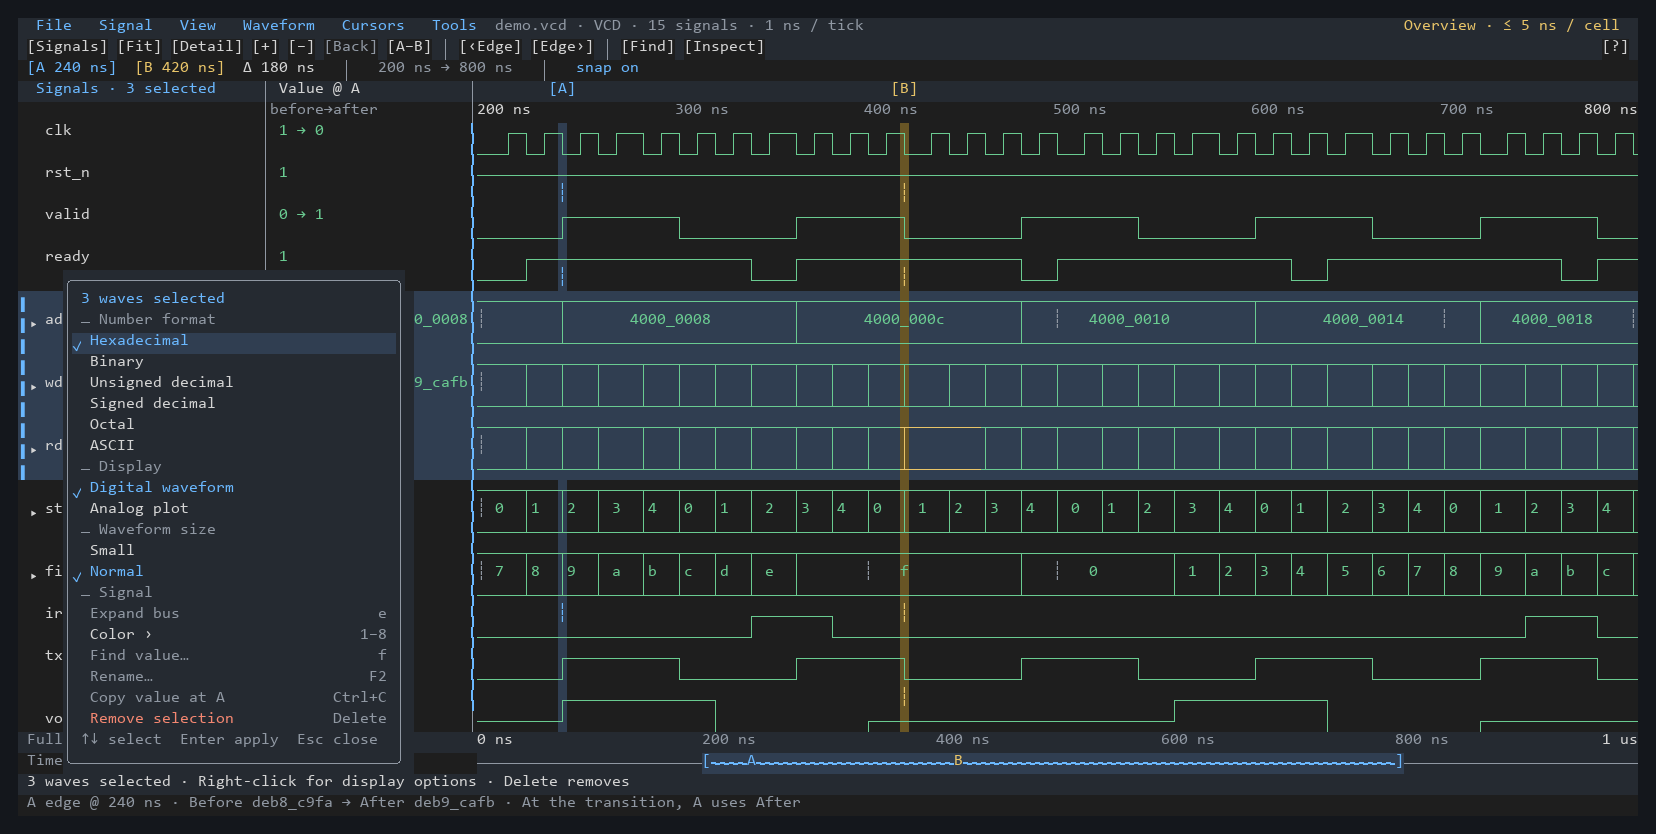 File Signal View Waveform Cursors Tools demo.vcd · VCD · 15 signals · 1 ns / tick Overview · ≤ 5 ns / cell
[Signals] [Fit] [Detail] [+] [−] [Back] [A−B] │ [‹Edge] [Edge›] │ [Find] [Inspect] [?]
[A 240 ns] [B 420 ns] Δ 180 ns │ 200 ns → 800 ns │ snap on
Signals · 3 selected Value @ A [A] [B]
before→after 200 ns 300 ns 400 ns 500 ns 600 ns 700 ns 800 ns
clk 1 → 0
rst_n 1
valid 0 → 1
ready 1
3 waves selected
— Number format
▸ ad 0_0008 4000_0008 4000_000c 4000_0010 4000_0014 4000_0018
✓ Hexadecimal
Binary
▸ wd Unsigned decimal 9_cafb
Signed decimal
Octal
▸ rd ASCII
— Display
✓ Digital waveform
▸ st Analog plot 0 1 2 3 4 0 1 2 3 4 0 1 2 3 4 0 1 2 3 4 0 1 2 3 4 0 1 2 3 4
— Waveform size
Small
▸ fi ✓ Normal 7 8 9 a b c d e f 0 1 2 3 4 5 6 7 8 9 a b c
— Signal
ir Expand bus e
Color › 1−8
tx Find value… f
Rename… F2
Copy value at A Ctrl+C
vo Remove selection Delete
Full ↑↓ select Enter apply Esc close 0 ns 200 ns 400 ns 600 ns 800 ns 1 us
Time [ A B ]
3 waves selected · Right-click for display options · Delete removes
A edge @ 240 ns · Before deb8_c9fa → After deb9_cafb · At the transition, A uses After